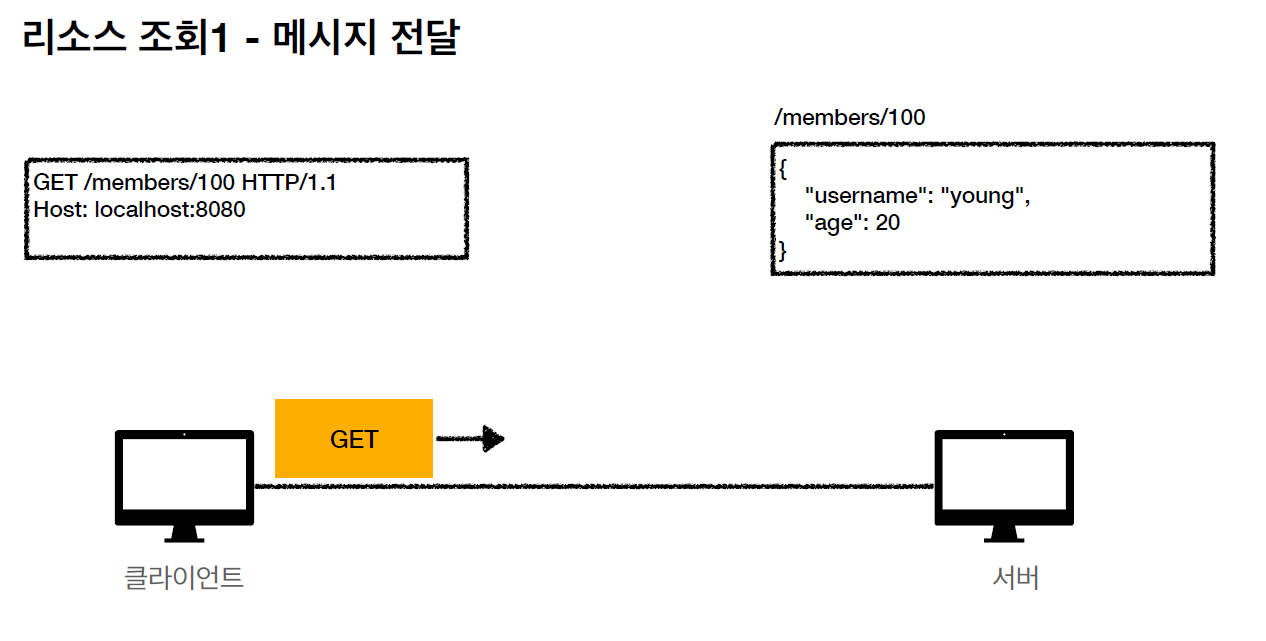 리소스 조회1 - 메시지 전달
GET /members/100 HTTP/1.1
Host: localhost:8080
/members/100
{
"username": "young",
"age": 20
}
GET
클라이언트
서버